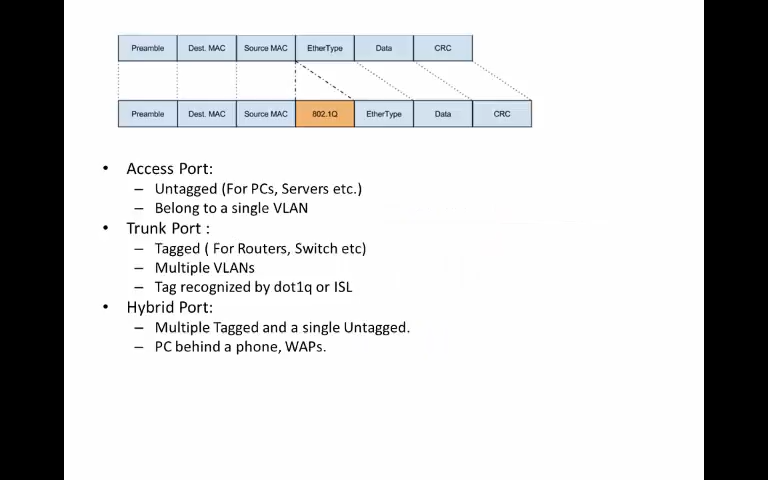 Preamble Dest. MAC Source MAC EtherType Data CRC
Preamble Dest. MAC Source MAC 802.1Q EtherType Data CRC
• Access Port:
– Untagged (For PCs, Servers etc.)
– Belong to a single VLAN
• Trunk Port :
– Tagged ( For Routers, Switch etc)
– Multiple VLANs
– Tag recognized by dot1q or ISL
• Hybrid Port:
– Multiple Tagged and a single Untagged.
– PC behind a phone, WAPs.